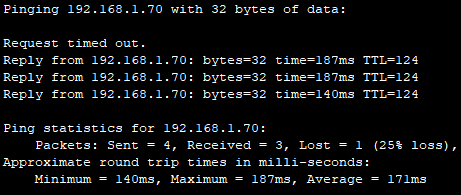 Pinging 192.168.1.70 with 32 bytes of data:
Request timed out.
Reply from 192.168.1.70: bytes=32 time=187ms TTL=124
Reply from 192.168.1.70: bytes=32 time=187ms TTL=124
Reply from 192.168.1.70: bytes=32 time=140ms TTL=124
Ping statistics for 192.168.1.70:
Packets: Sent = 4, Received = 3, Lost = 1 (25% loss),
Approximate round trip times in milli-seconds:
Minimum = 140ms, Maximum = 187ms, Average = 171ms